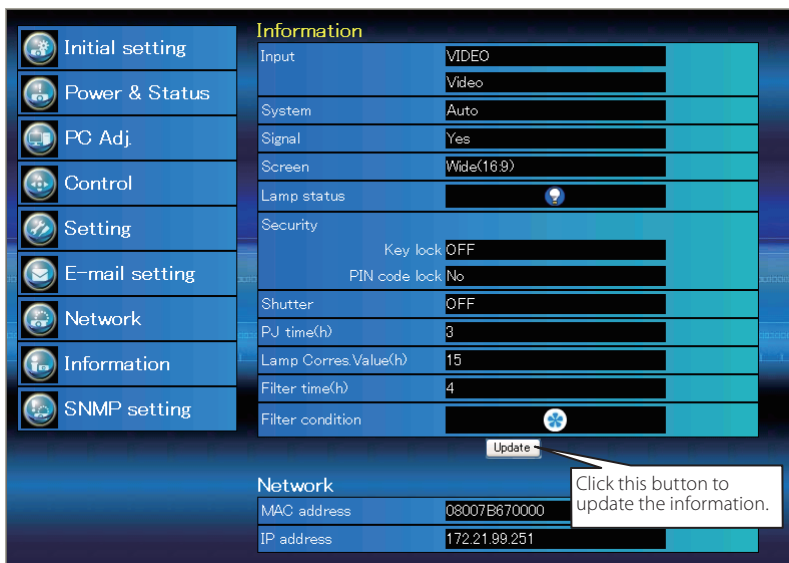 Initial setting
Power & Status
PC Adj.
Control
Setting
E-mail setting
Network
Information
SNMP setting
Information
Input VIDEO
Video
System Auto
Signal Yes
Screen Wide(16:9)
Lamp status
Security
Key lock OFF
PIN code lock No
Shutter OFF
PJ time(h) 3
Lamp Corres.Value(h) 15
Filter time(h) 4
Filter condition
Update
Click this button to
update the information.
Network
MAC address 08007B670000
IP address 172.21.99.251